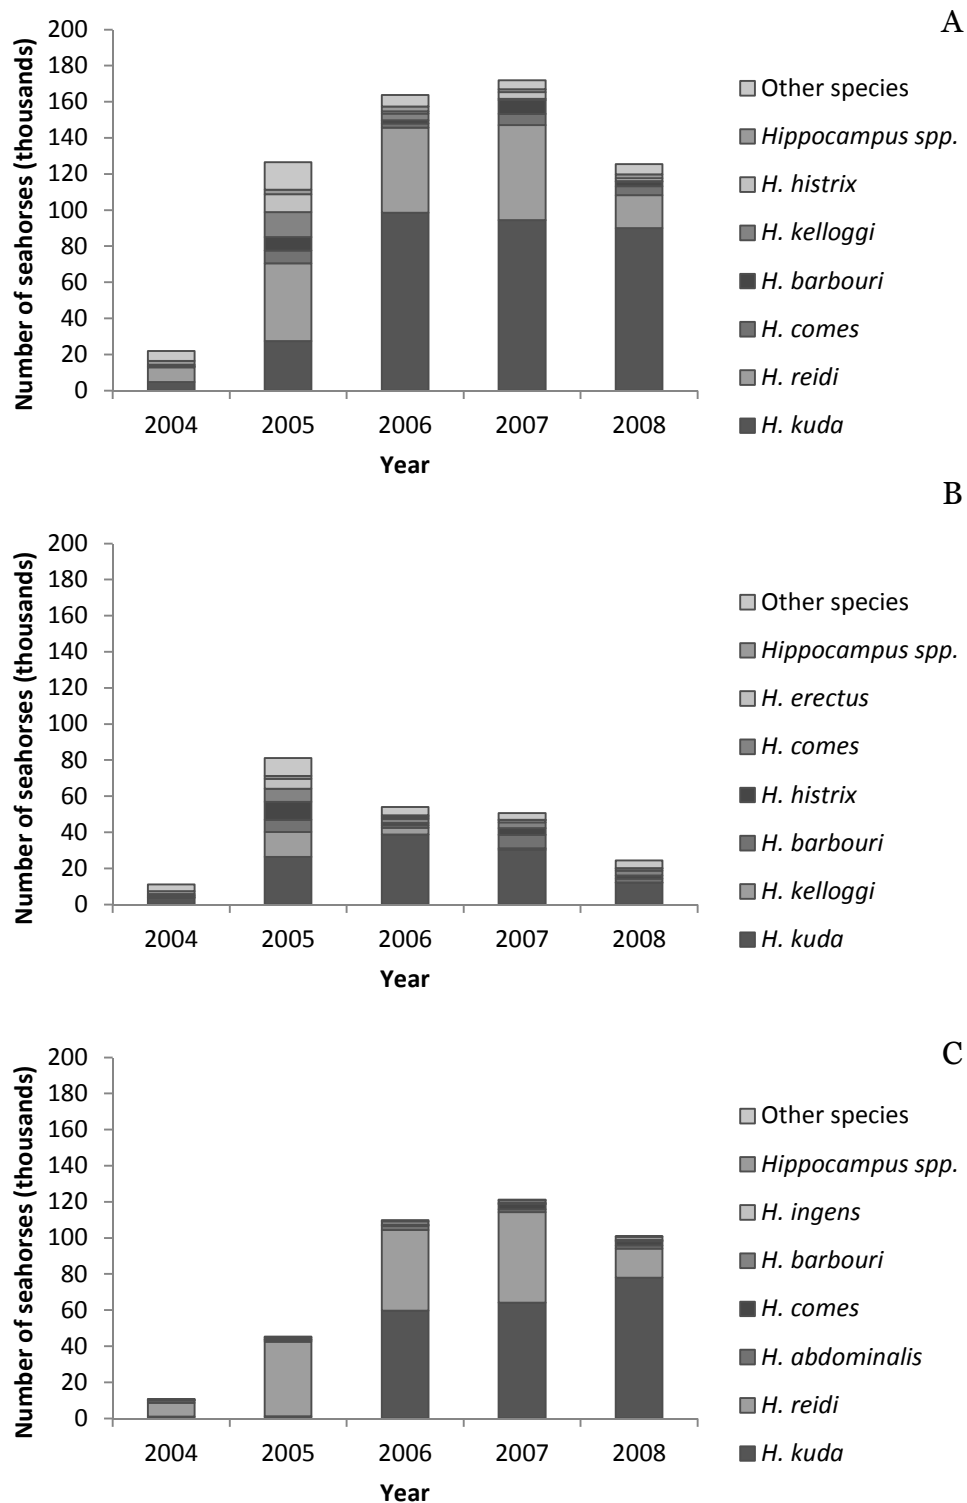 A
Number of seahorses (thousands)
200
180
160
140
120
100
80
60
40
20
0
2004 2005 2006 2007 2008
Year
Other species
Hippocampus spp.
H. histrix
H. kelloggi
H. barbouri
H. comes
H. reidi
H. kuda
B
Number of seahorses (thousands)
200
180
160
140
120
100
80
60
40
20
0
2004 2005 2006 2007 2008
Year
Other species
Hippocampus spp.
H. erectus
H. comes
H. histrix
H. barbouri
H. kelloggi
H. kuda
C
Number of seahorses (thousands)
200
180
160
140
120
100
80
60
40
20
0
2004 2005 2006 2007 2008
Year
Other species
Hippocampus spp.
H. ingens
H. barbouri
H. comes
H. abdominalis
H. reidi
H. kuda